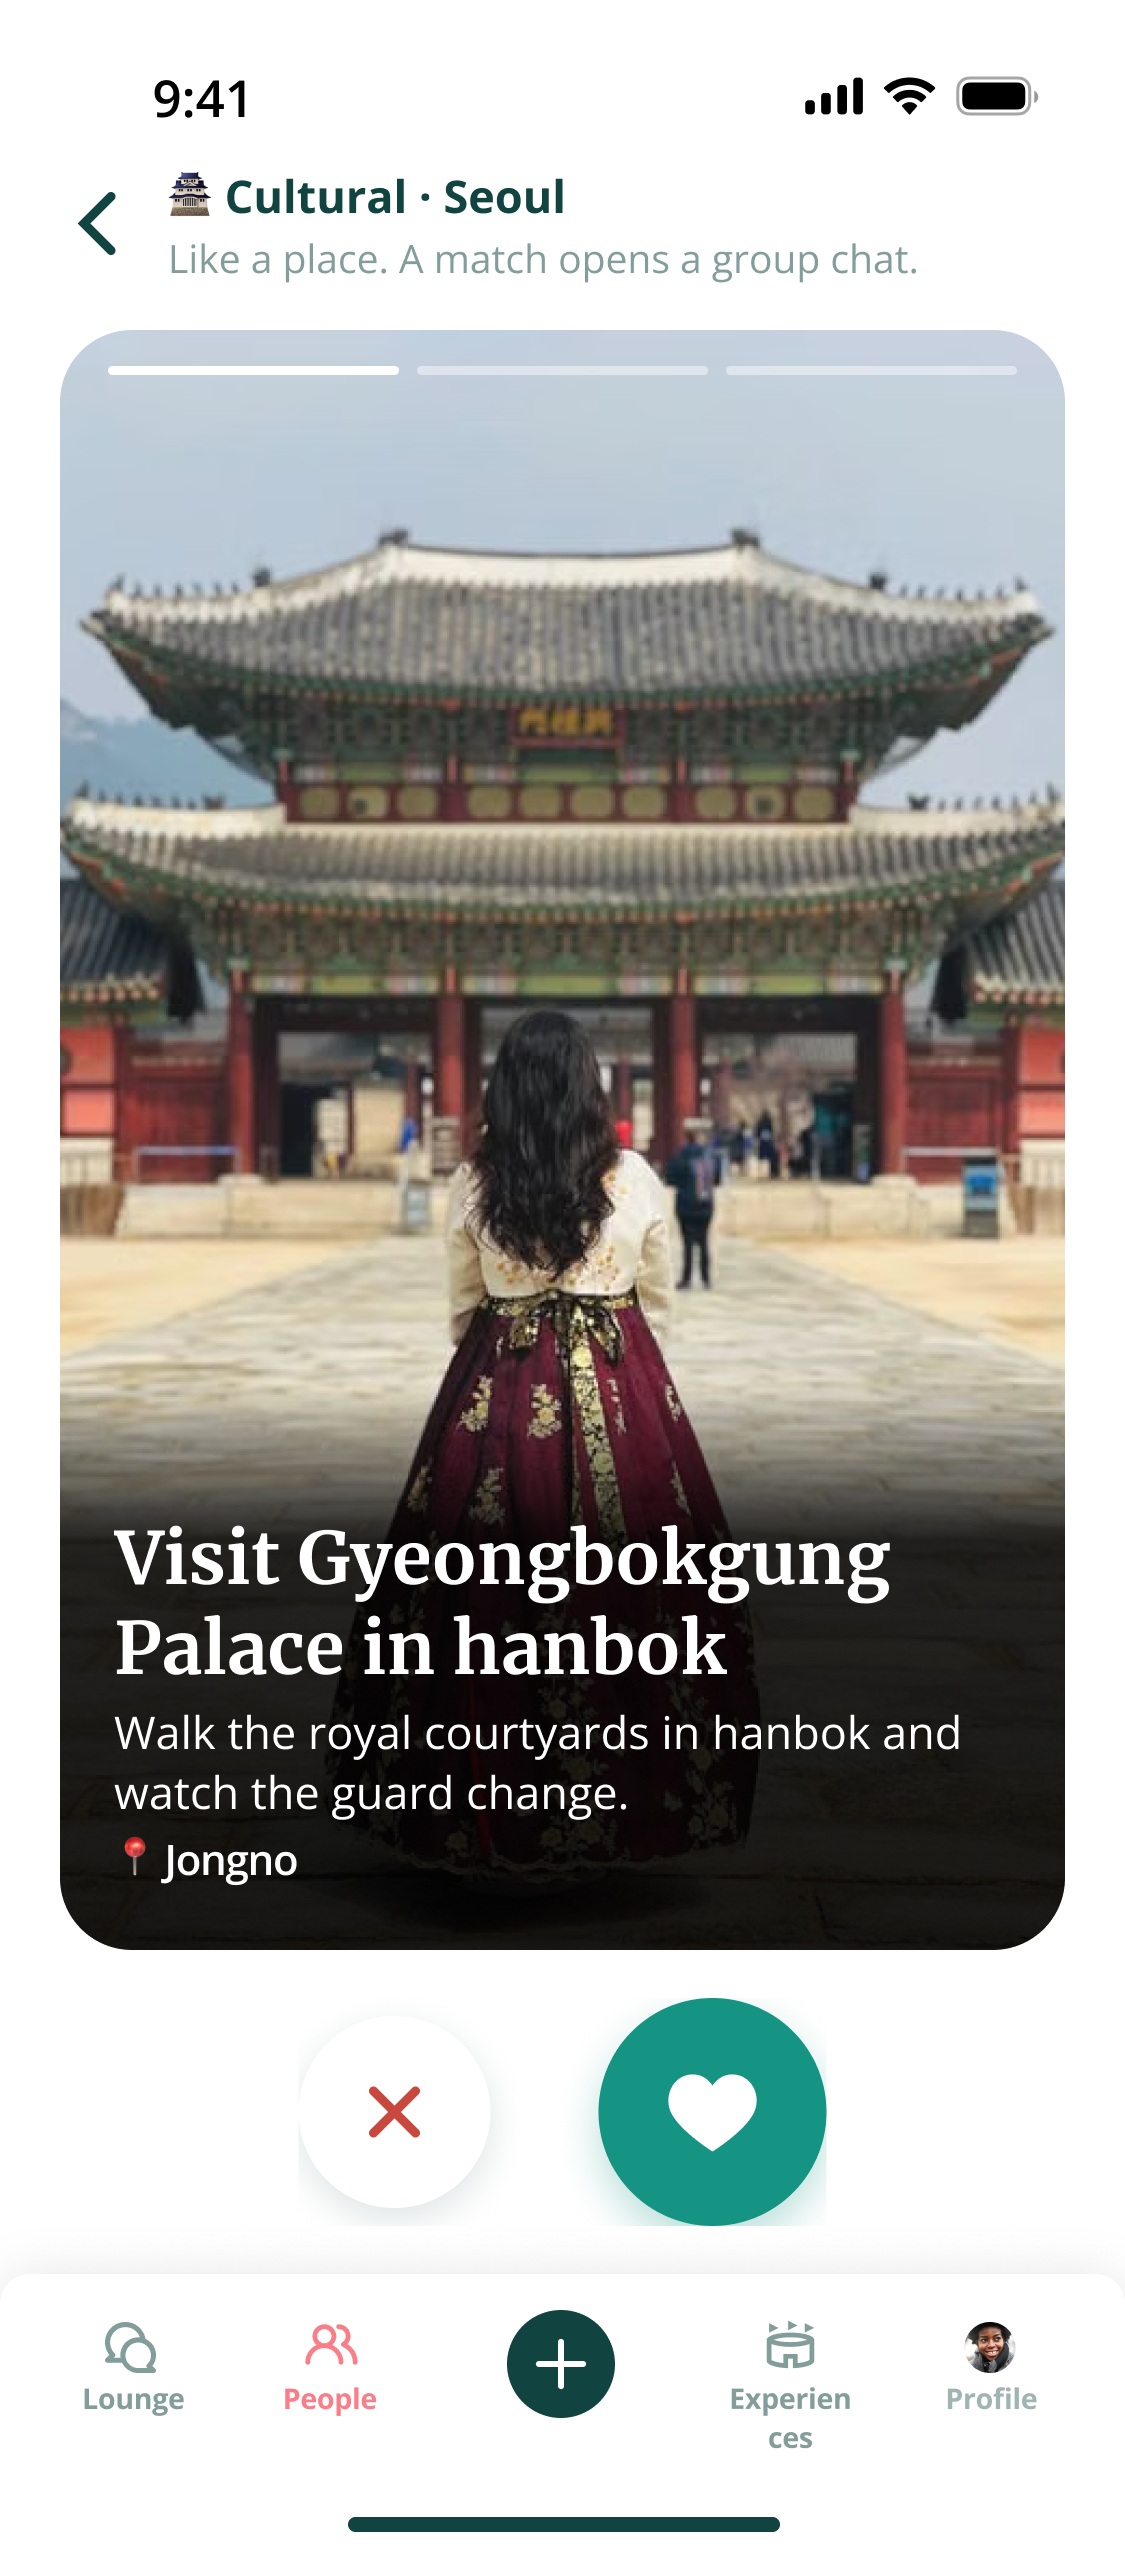 9:41
Cultural · Seoul
Like a place. A match opens a group chat.
Visit Gyeongbokgung
Palace in hanbok
Walk the royal courtyards in hanbok and
watch the guard change.
Jongno
Lounge
People
Experien
ces
Profile